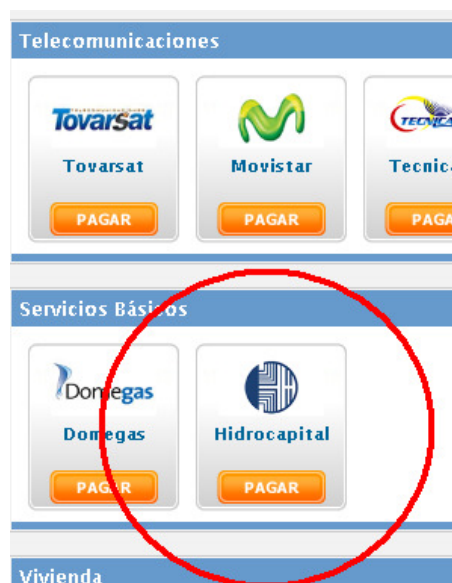 Telecomunicaciones
Tovarsat
Tovarsat
Movistar
PAGAR
PAGAR
Servicios Básicos
Domegas
Domegas
Hidrocapital
PAGAR
PAGAR
Vivienda